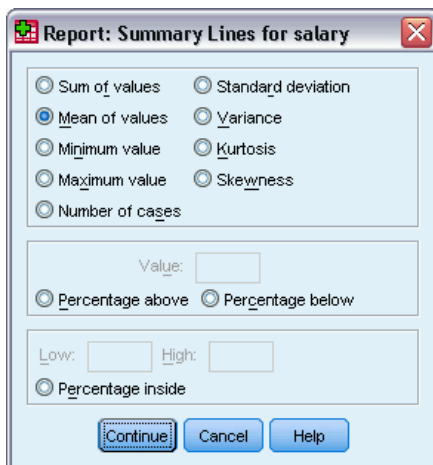 Report: Summary Lines for salary
Sum of values Standard deviation
Mean of values Variance
Minimum value Kurtosis
Maximum value Skewness
Number of cases
Value:
Percentage above Percentage below
Low: High:
Percentage inside
Continue Cancel Help